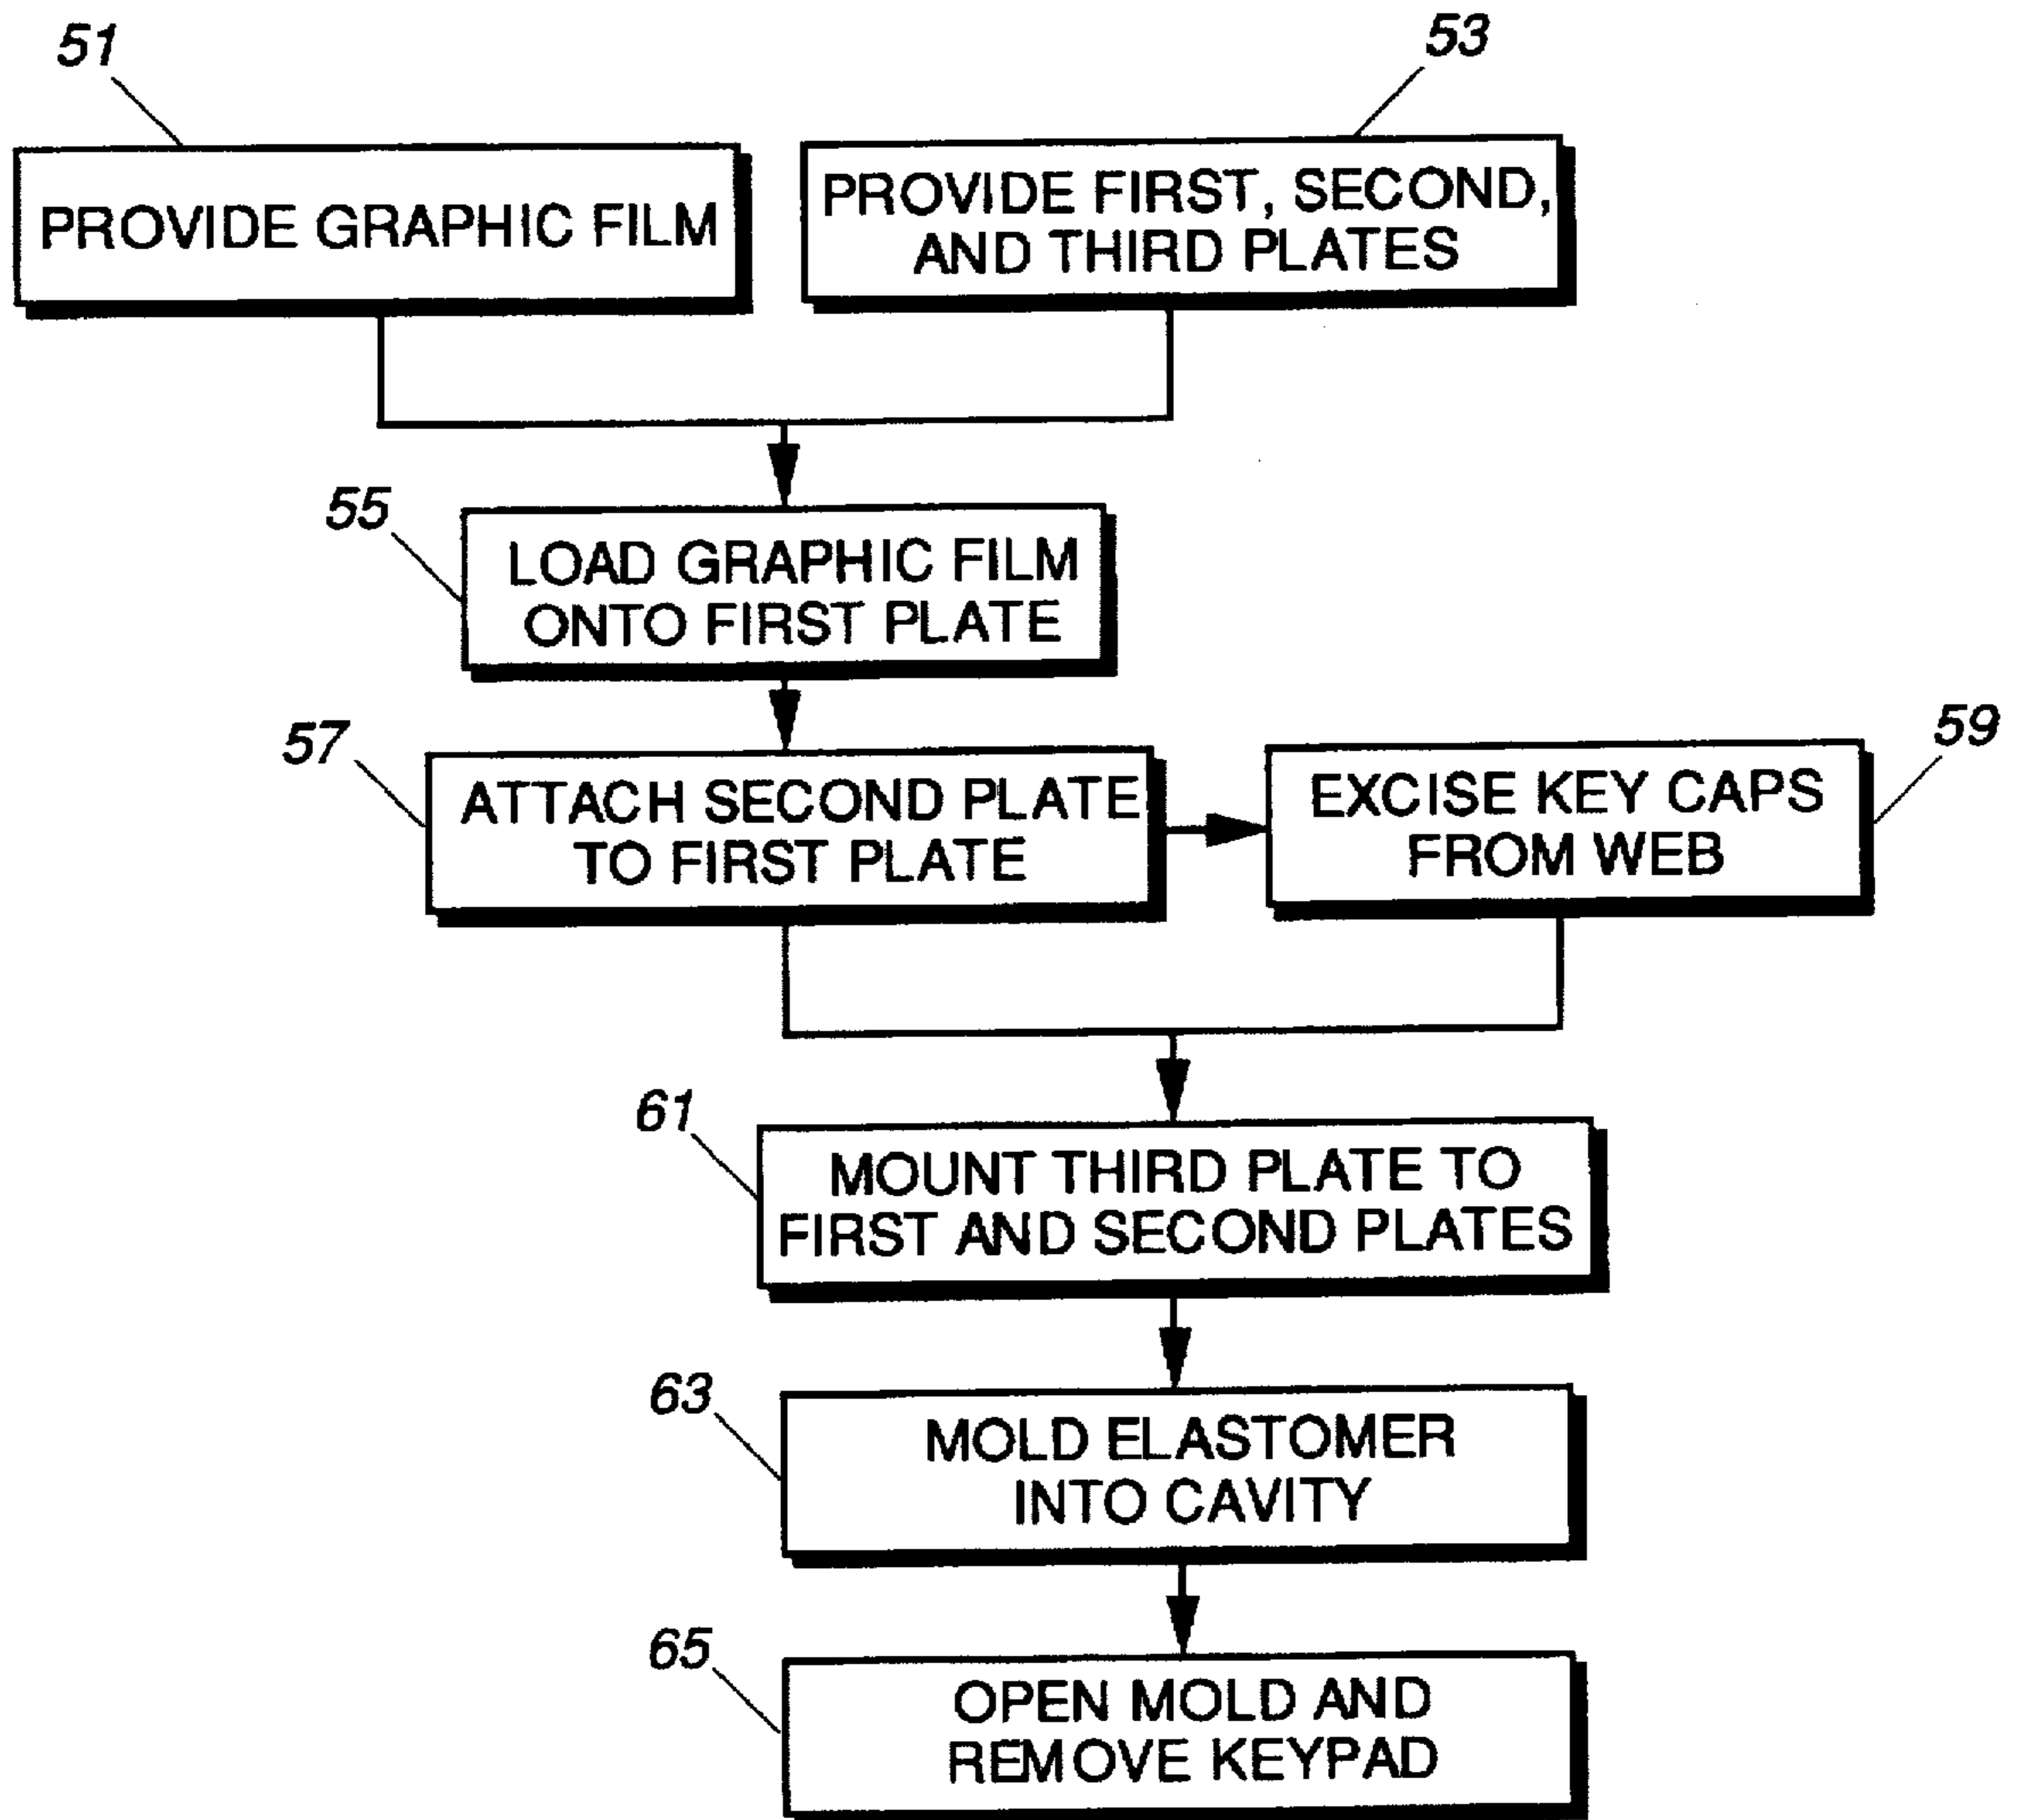 51
53
PROVIDE GRAPHIC FILM
PROVIDE FIRST, SECOND,
AND THIRD PLATES
55
LOAD GRAPHIC FILM
ONTO FIRST PLATE
57
ATTACH SECOND PLATE
TO FIRST PLATE
59
EXCISE KEY CAPS
FROM WEB
61
MOUNT THIRD PLATE TO
FIRST AND SECOND PLATES
63
MOLD ELASTOMER
INTO CAVITY
65
OPEN MOLD AND
REMOVE KEYPAD